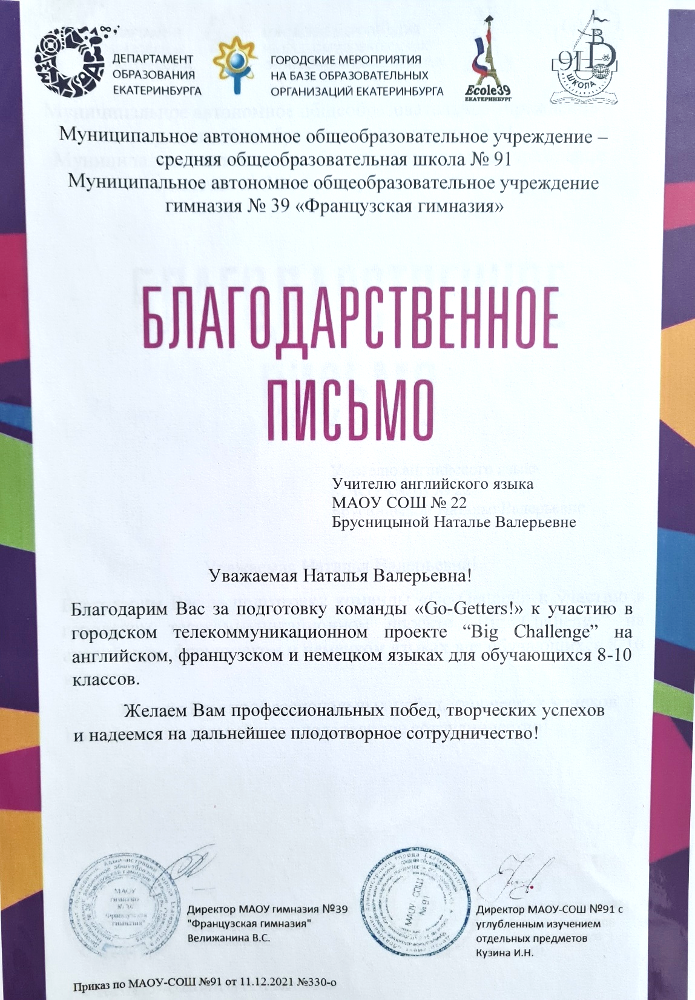 ДЕПАРТАМЕНТ
ОБРАЗОВАНИЯ
ЕКАТЕРИНБУРГА
ГОРОДСКИЕ МЕРОПРИЯТИЯ
НА БАЗЕ ОБРАЗОВАТЕЛЬНЫХ
ОРГАНИЗАЦИЙ ЕКАТЕРИНБУРГА
Ecole39
ЕКАТЕРИНБУРГ
91
ШКОЛА
Муниципальное автономное общеобразовательное учреждение –
средняя общеобразовательная школа № 91
Муниципальное автономное общеобразовательное учреждение
гимназия № 39 «Французская гимназия»
БЛАГОДАРСТВЕННОЕ
ПИСЬМО
Учителю английского языка
МАОУ СОШ № 22
Брусницыной Наталье Валерьевне
Уважаемая Наталья Валерьевна!
Благодарим Вас за подготовку команды «Go-Getters!» к участию в
городском телекоммуникационном проекте “Big Challenge” на
английском, французском и немецком языках для обучающихся 8-10
классов.
Желаем Вам профессиональных побед, творческих успехов
и надеемся на дальнейшее плодотворное сотрудничество!
МАОУ
гимназия
№ 39
Французская
гимназия
Директор МАОУ гимназия №39
"Французская гимназия"
Велижанина В.С.
МАОУ СОШ
№ 91
Директор МАОУ-СОШ №91 с
углубленным изучением
отдельных предметов
Кузина И.Н.
Приказ по МАОУ-СОШ №91 от 11.12.2021 №330-о